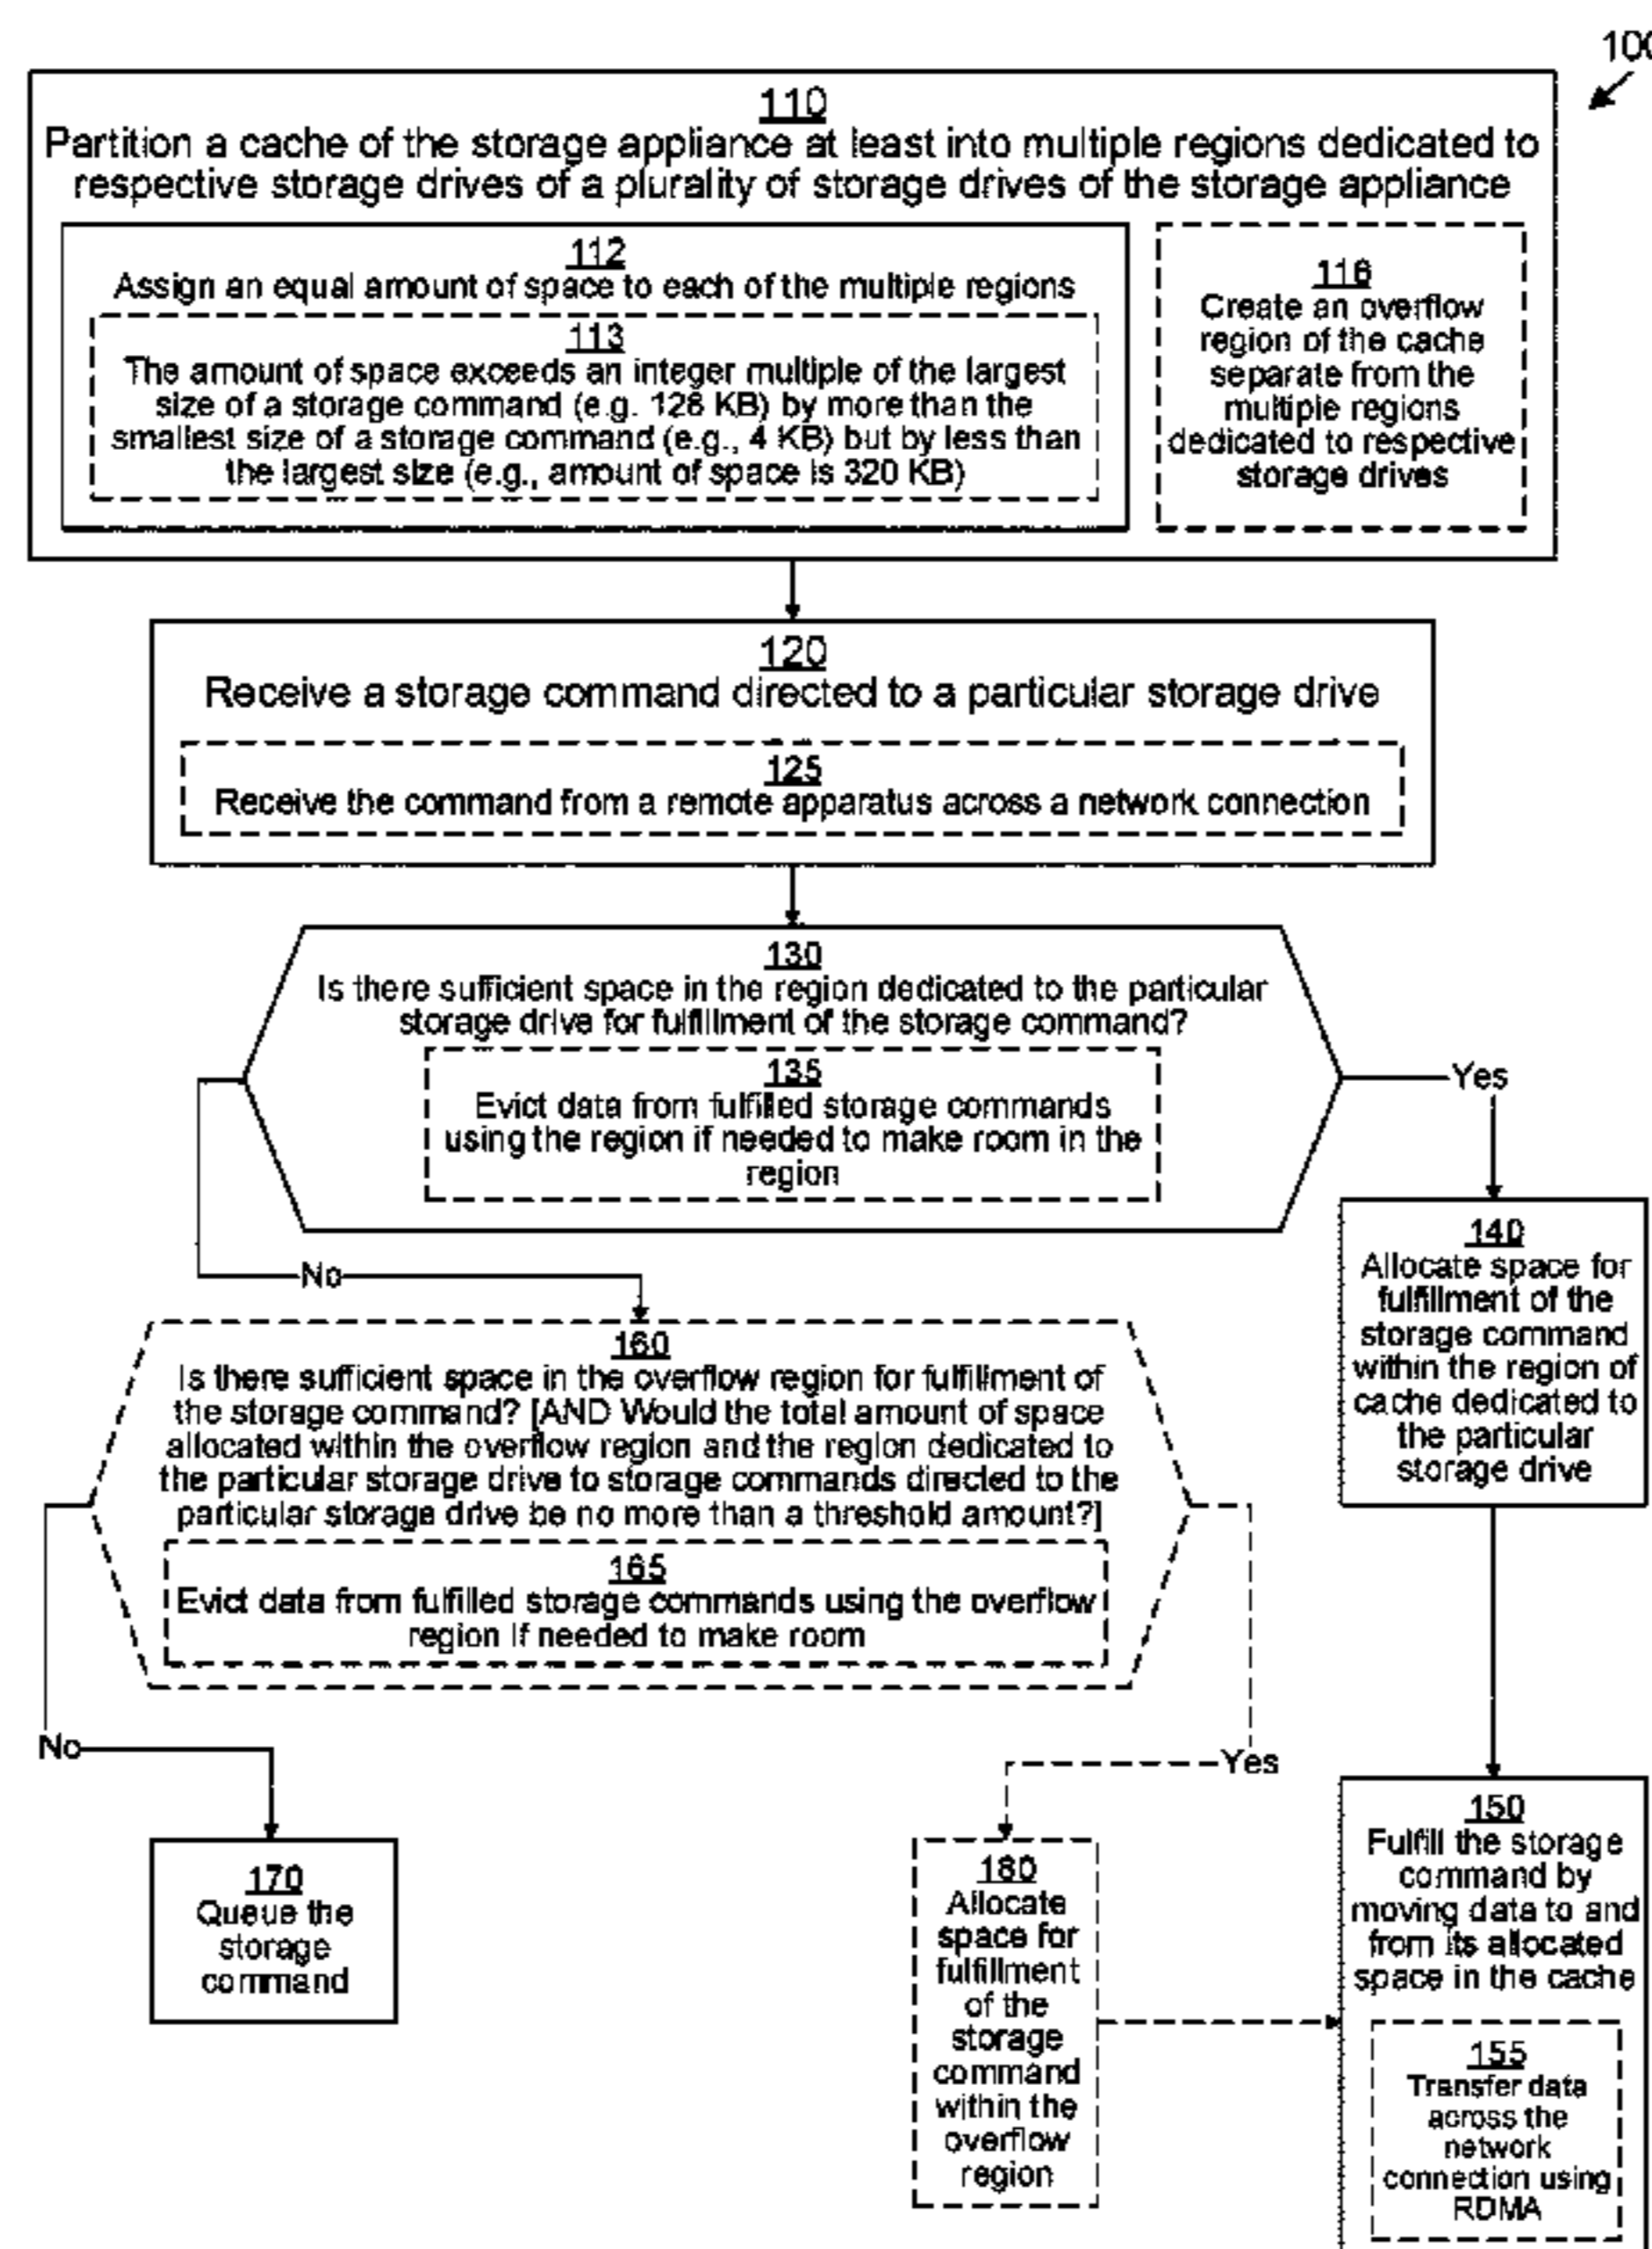 100
110
Partition a cache of the storage appliance at least into multiple regions dedicated to
respective storage drives of a plurality of storage drives of the storage appliance
112
Assign an equal amount of space to each of the multiple regions
113
The amount of space exceeds an integer multiple of the largest
size of a storage command (e.g. 128 KB) by more than the
smallest size of a storage command (e.g., 4 KB) but by less than
the largest size (e.g., amount of space is 320 KB)
116
Create an overflow
region of the cache
separate from the
multiple regions
dedicated to respective
storage drives
120
Receive a storage command directed to a particular storage drive
125
Receive the command from a remote apparatus across a network connection
130
Is there sufficient space in the region dedicated to the particular
storage drive for fulfillment of the storage command?
135
Evict data from fulfilled storage commands
using the region if needed to make room in the
region
Yes
No
140
Allocate space for
fulfillment of the
storage command
within the region of
cache dedicated to
the particular
storage drive
160
Is there sufficient space in the overflow region for fulfillment of
the storage command? [AND Would the total amount of space
allocated within the overflow region and the region dedicated to
the particular storage drive to storage commands directed to the
particular storage drive be no more than a threshold amount?]
165
Evict data from fulfilled storage commands using the overflow
region if needed to make room
No
Yes
170
Queue the
storage
command
180
Allocate
space for
fulfillment
of the
storage
command
within the
overflow
region
150
Fulfill the storage
command by
moving data to and
from its allocated
space in the cache
155
Transfer data
across the
network
connection using
RDMA